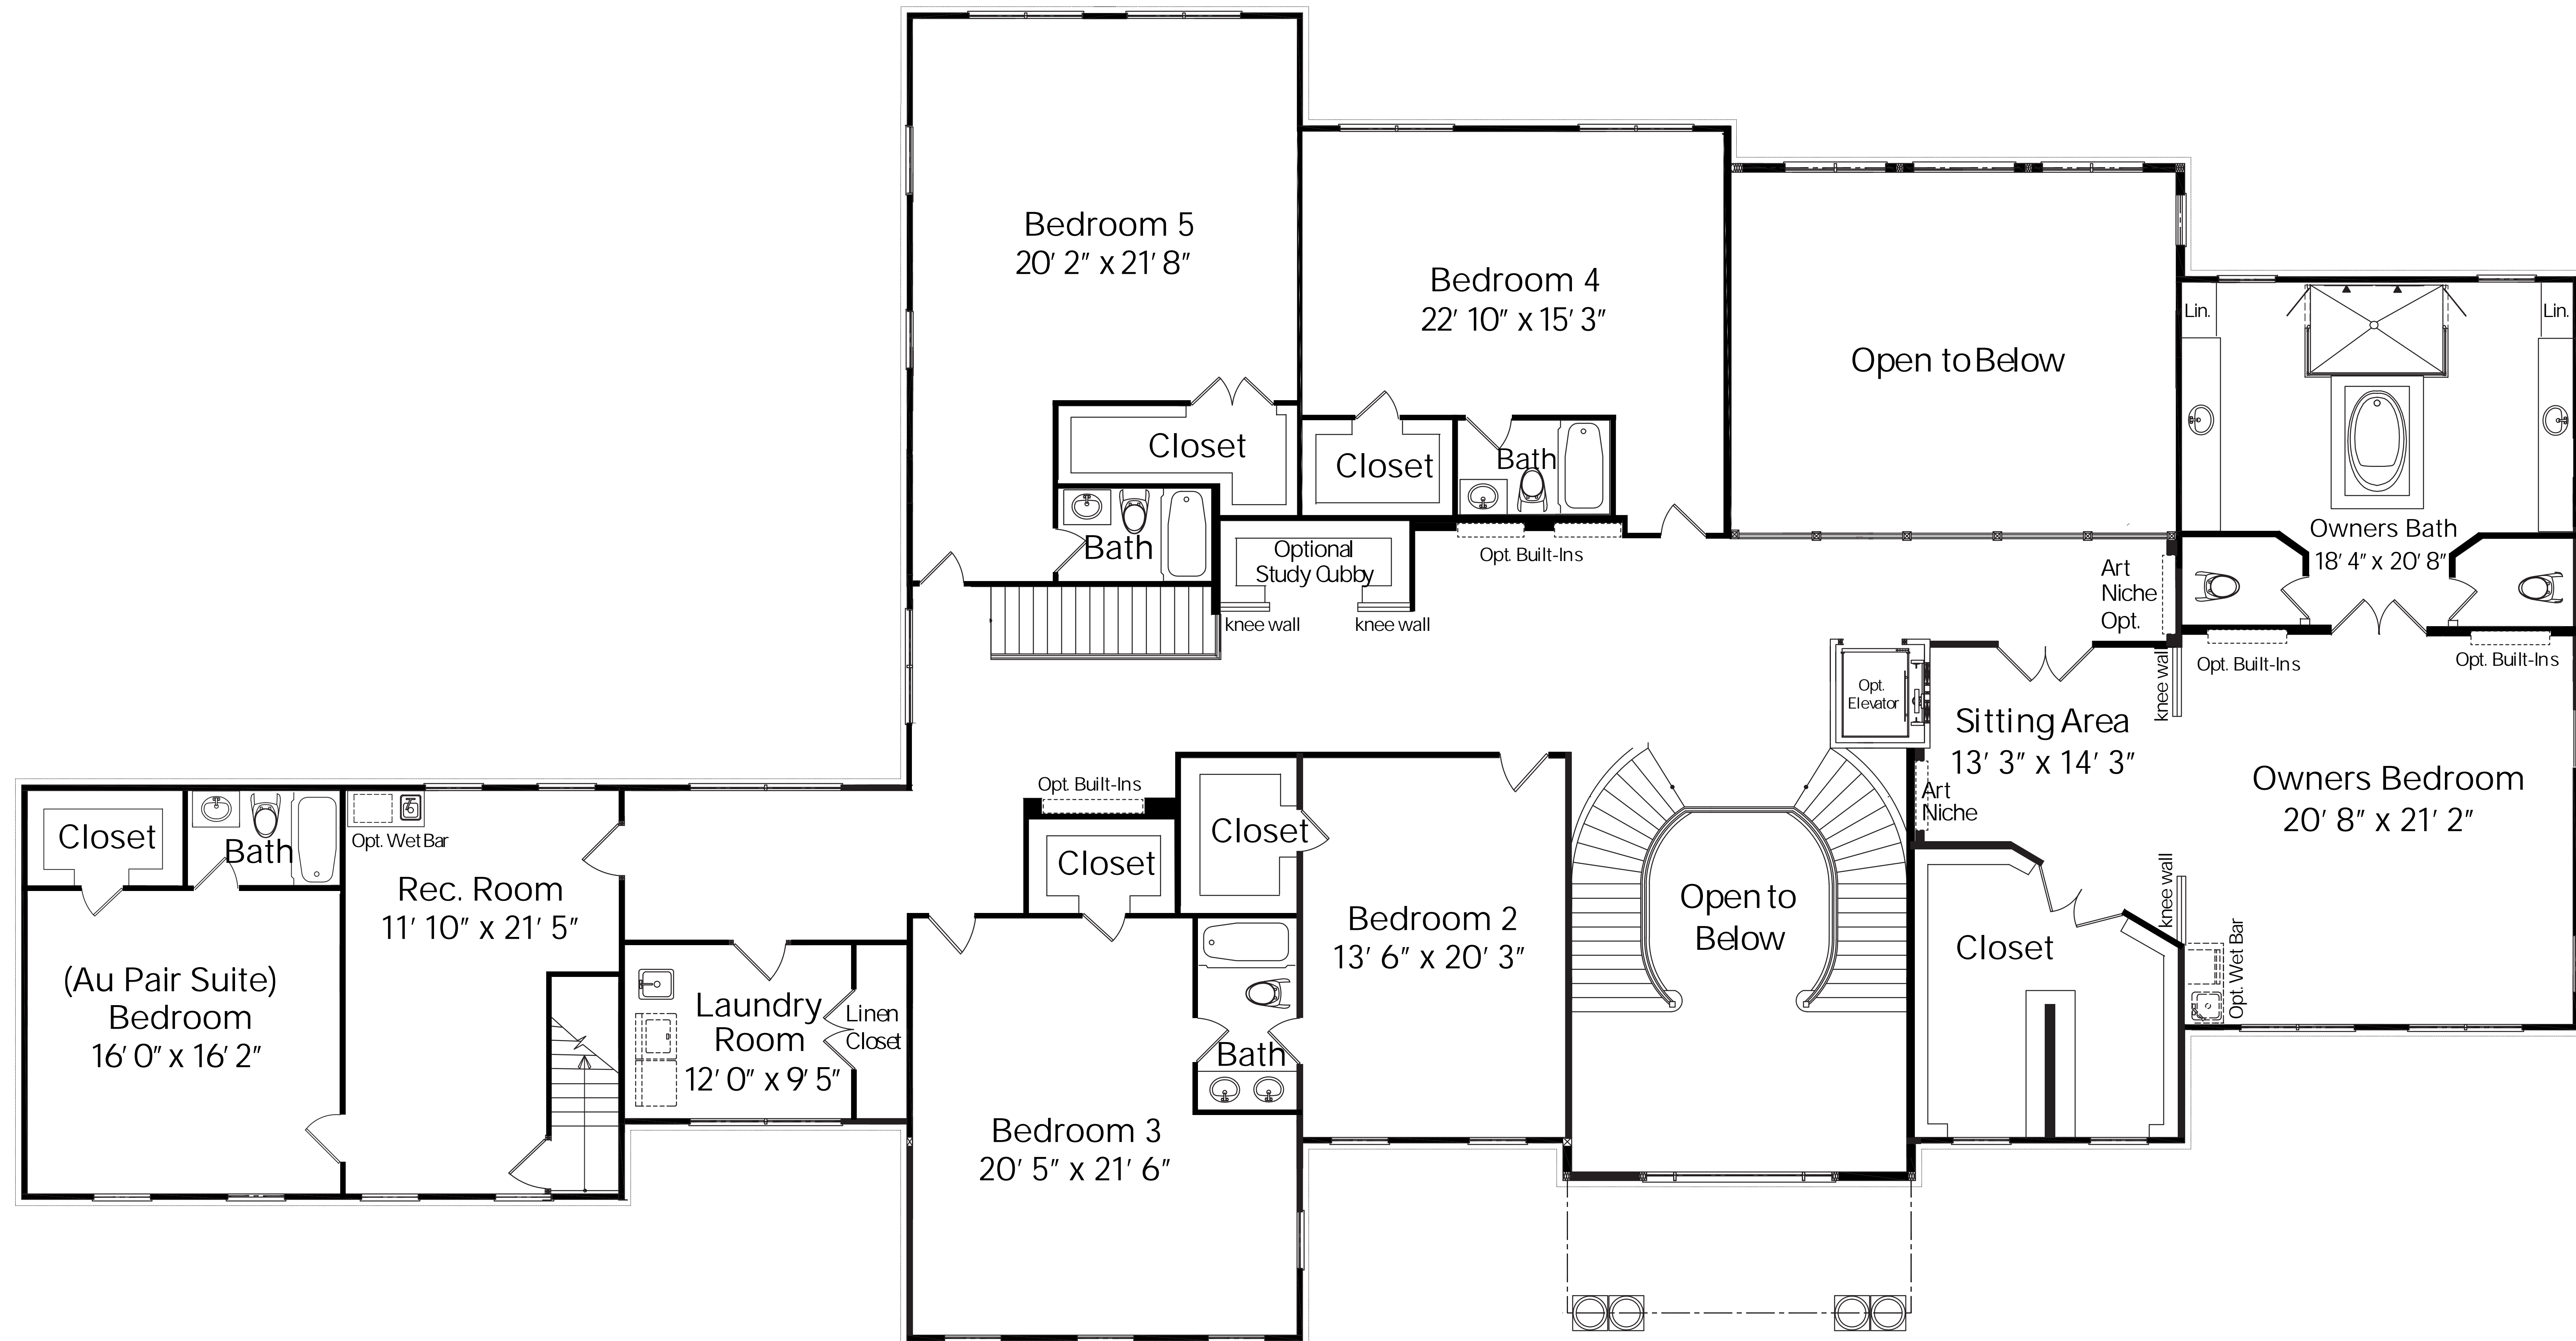 Bedroom 5
20' 2" x 21' 8"
Bedroom 4
22' 10" x 15' 3"
Open to Below
Lin.
Lin.
Closet
Closet
Bath
Bath
Optional
Study Cubby
knee wall
knee wall
Opt. Built-Ins
Art
Niche
Opt.
Owners Bath
18' 4" x 20' 8"
Opt. Built-Ins
Opt. Built-Ins
knee wall
Opt.
Elevator
Sitting Area
13' 3" x 14' 3"
Art
Niche
Owners Bedroom
20' 8" x 21' 2"
knee wall
Opt. Wet Bar
Closet
Closet
Bath
Opt. Wet Bar
Rec. Room
11' 10" x 21' 5"
(Au Pair Suite)
Bedroom
16' 0" x 16' 2"
Laundry
Room
12' 0" x 9' 5"
Linen
Closet
Opt. Built-Ins
Closet
Closet
Bedroom 2
13' 6" x 20' 3"
Bath
Bedroom 3
20' 5" x 21' 6"
Open to
Below